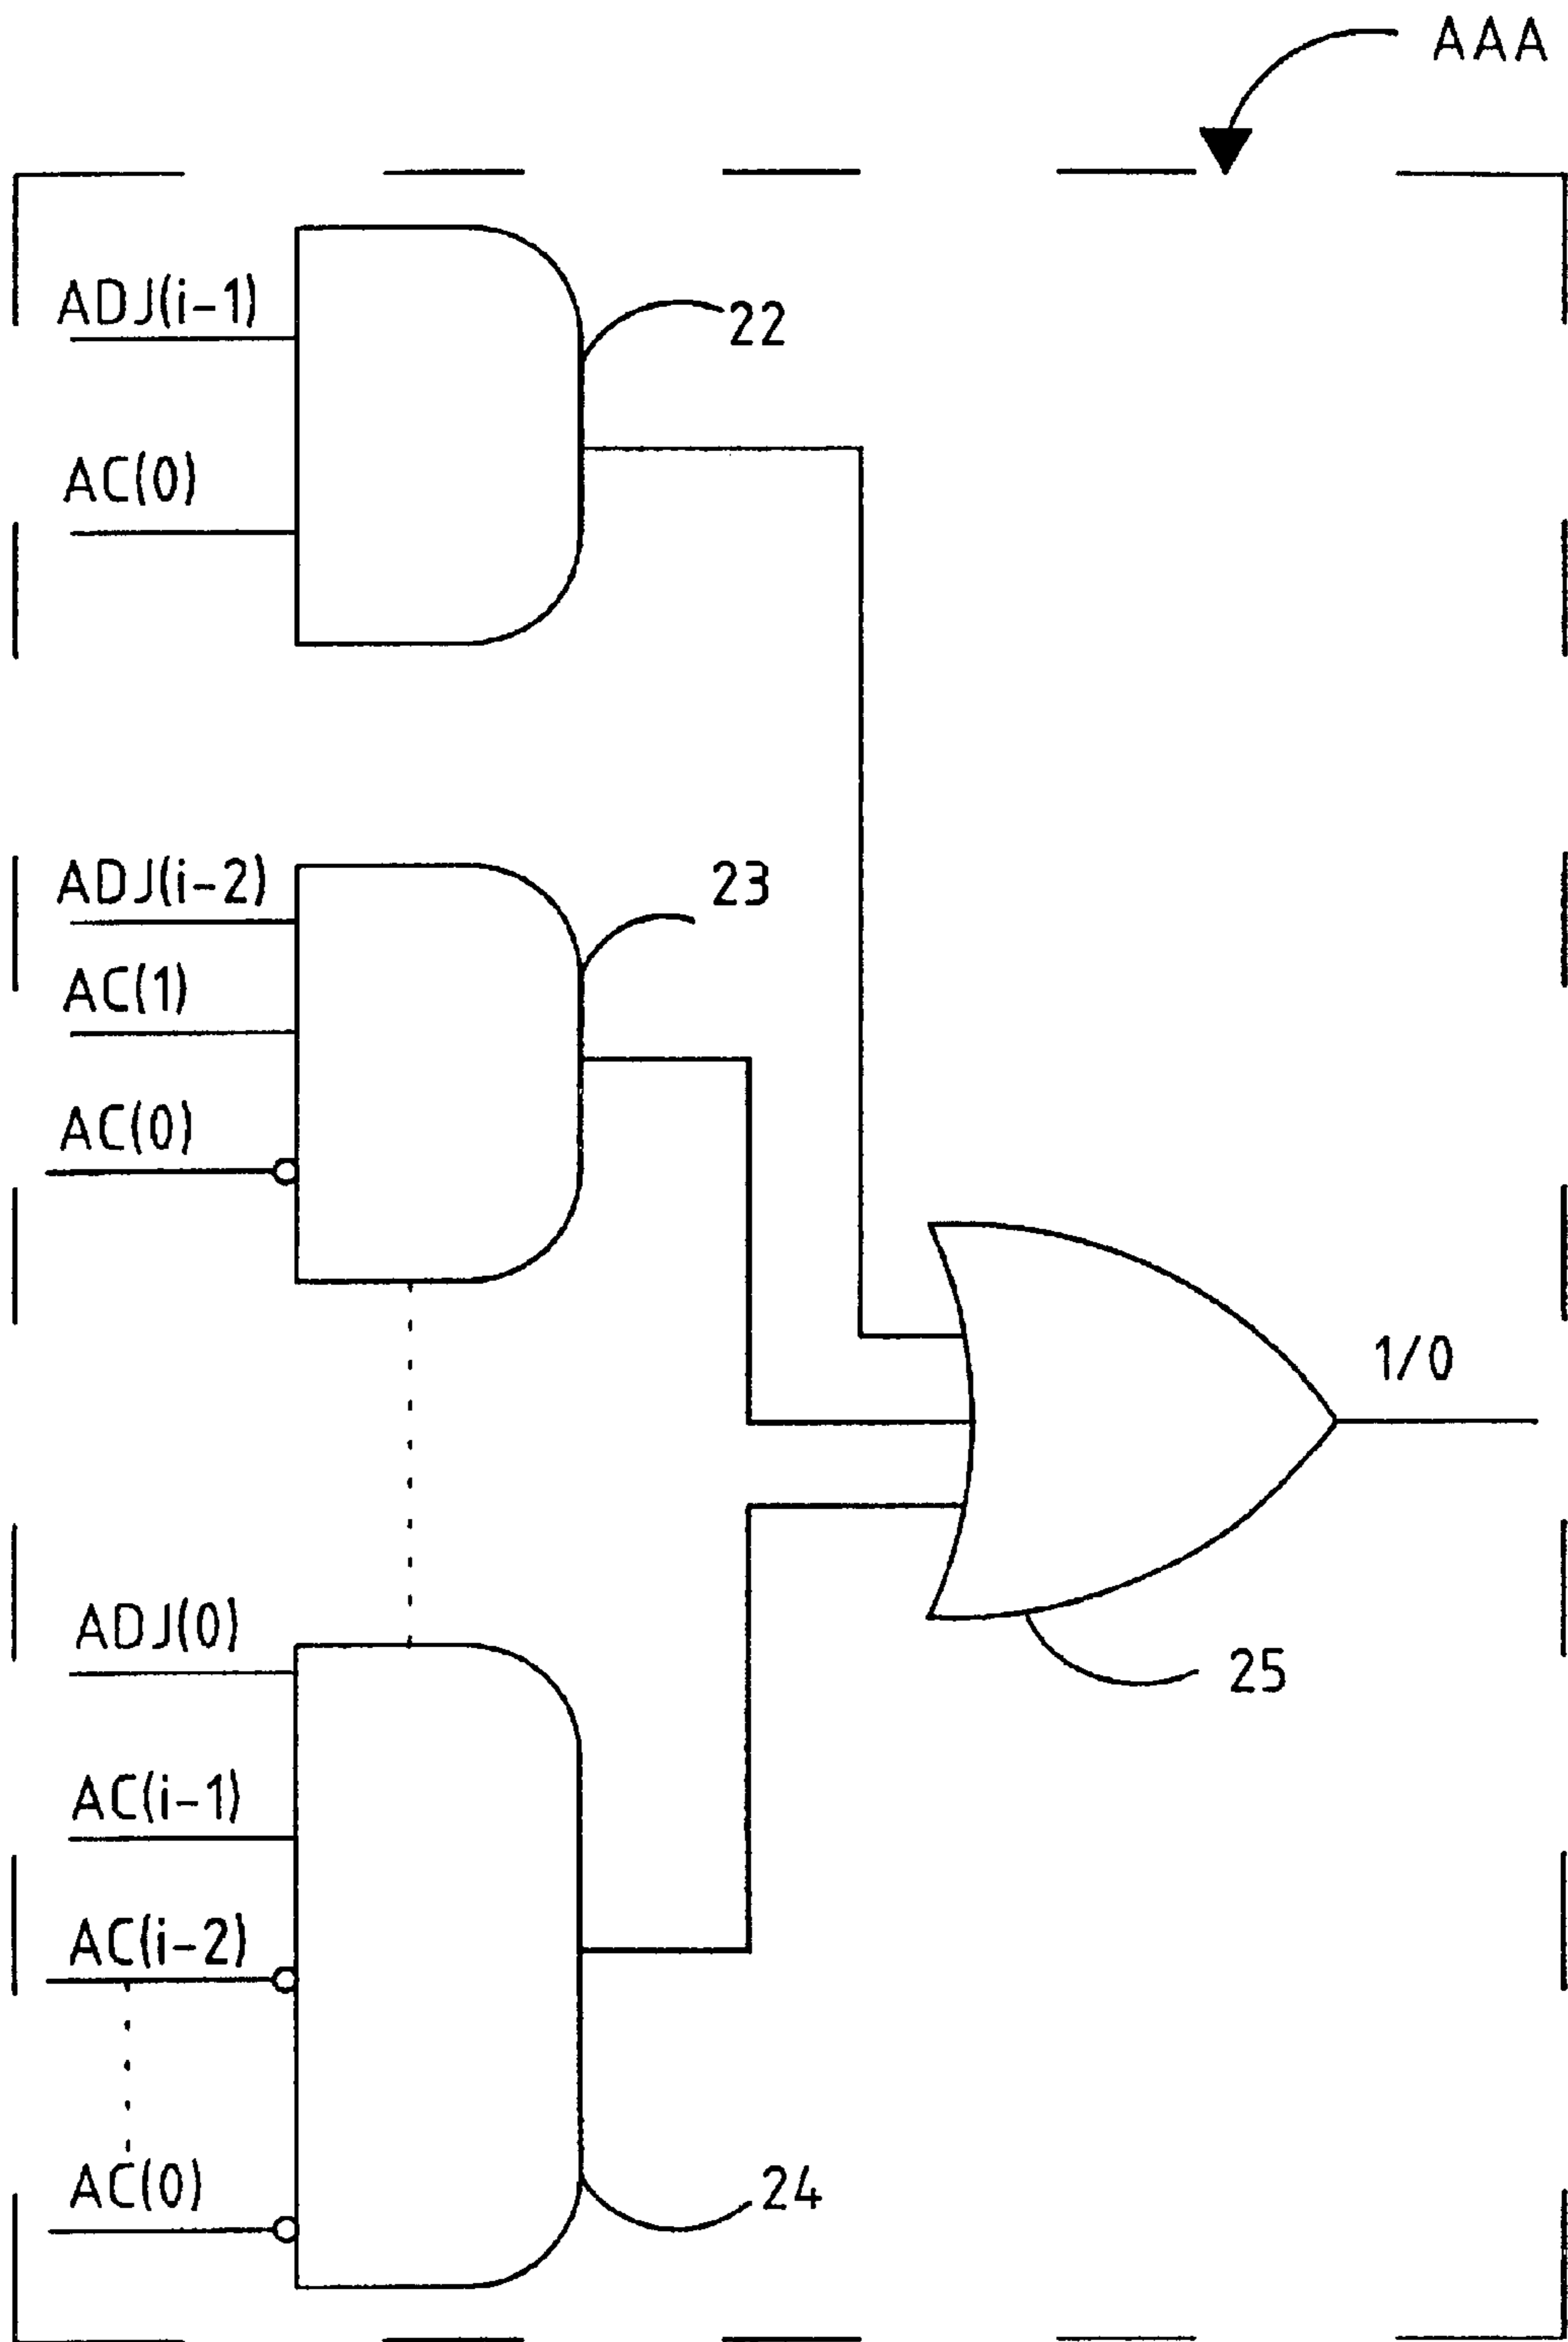 AAA
ADJ(i-1)
22
AC(0)
ADJ(i-2)
23
AC(1)
AC(0)
1/0
ADJ(0)
25
AC(i-1)
AC(i-2)
AC(0)
24